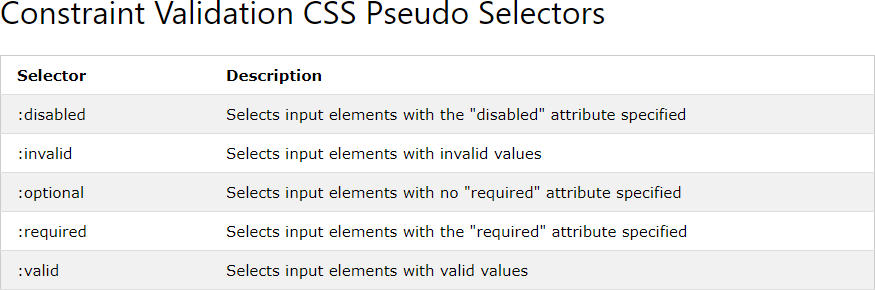 Constraint Validation CSS Pseudo Selectors
Selector Description
:disabled Selects input elements with the "disabled" attribute specified
:invalid Selects input elements with invalid values
:optional Selects input elements with no "required" attribute specified
:required Selects input elements with the "required" attribute specified
:valid Selects input elements with valid values